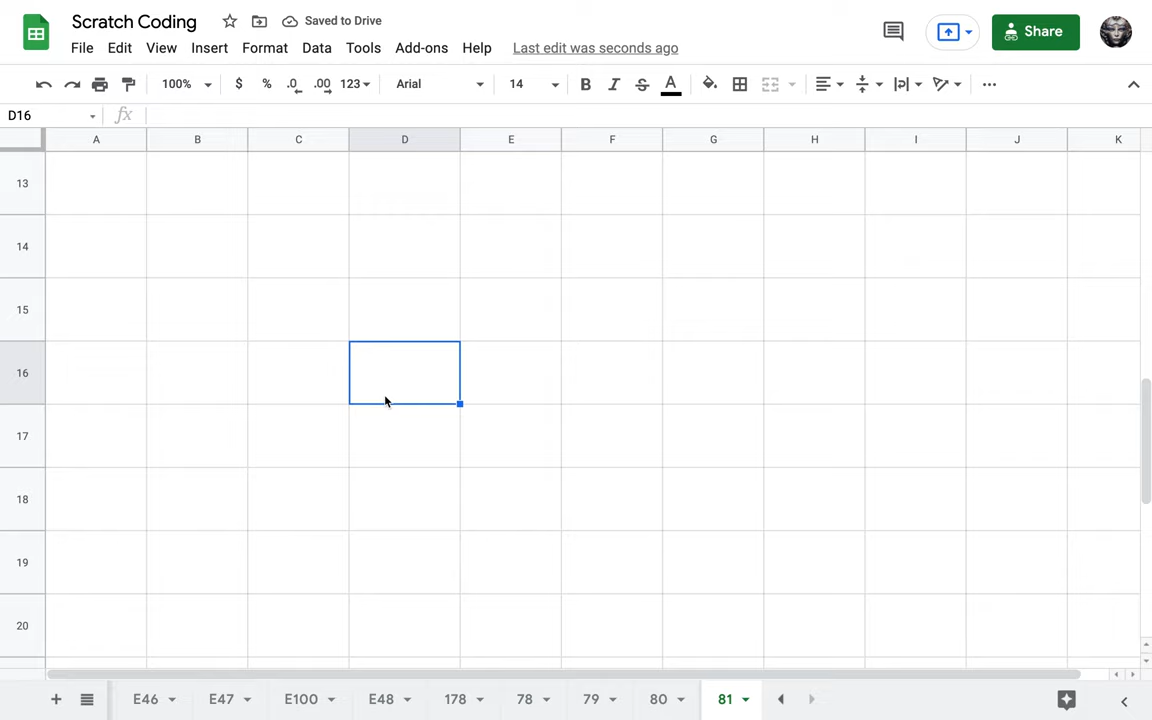 Scratch Coding Saved to Drive
File Edit View Insert Format Data Tools Add-ons Help Last edit was seconds ago
Share
100% $ % .0 .00 123 Arial 14 B I S A
D16 fx
A B C D E F G H I J K
13
14
15
16
17
18
19
20
+ E46 E47 E100 E48 178 78 79 80 81